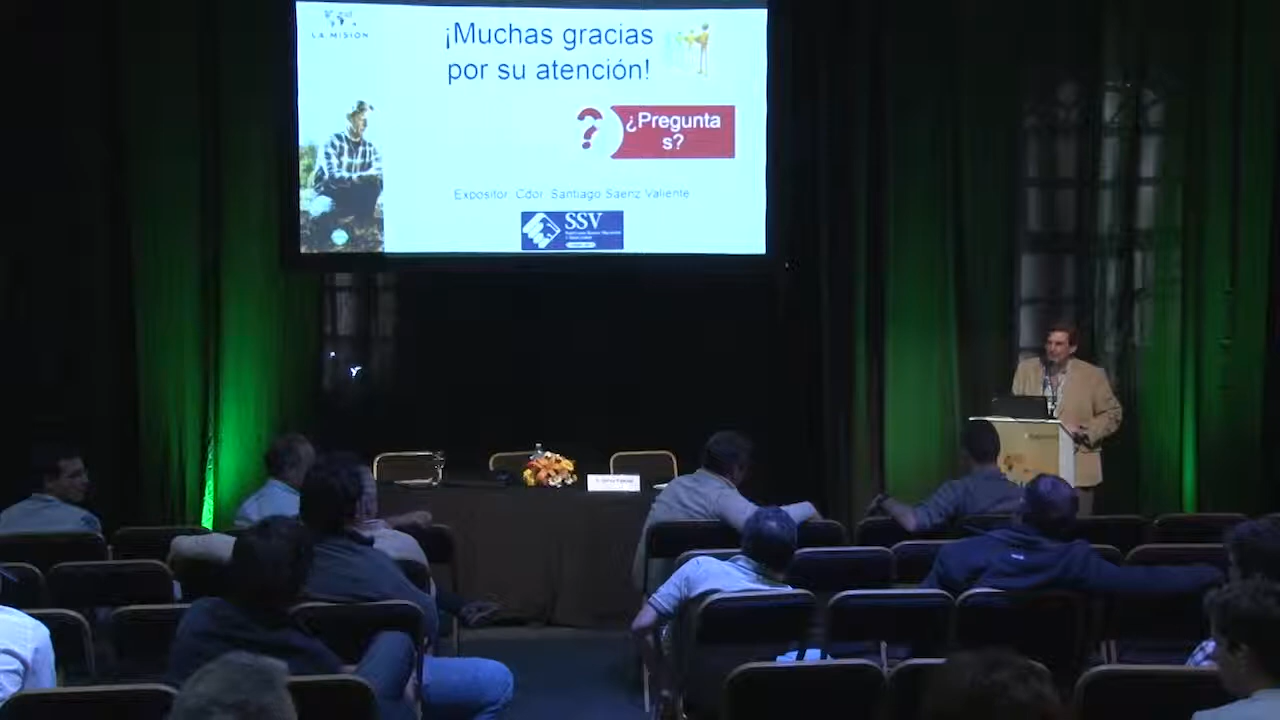 LA MISIÓN
¡Muchas gracias
por su atención!
?
¿Pregunta
s?
Expositor: Cdor. Santiago Saenz Valiente
SSV